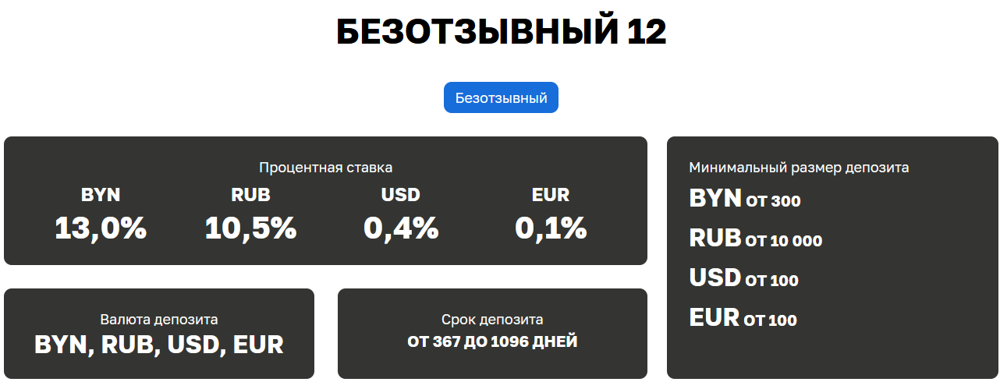 БЕЗОТЗЫВНЫЙ 12
Безотзывный
Процентная ставка
BYN RUB USD EUR
13,0% 10,5% 0,4% 0,1%
Минимальный размер депозита
BYN ОТ 300
RUB ОТ 10 000
USD ОТ 100
EUR ОТ 100
Валюта депозита
BYN, RUB, USD, EUR
Срок депозита
ОТ 367 ДО 1096 ДНЕЙ